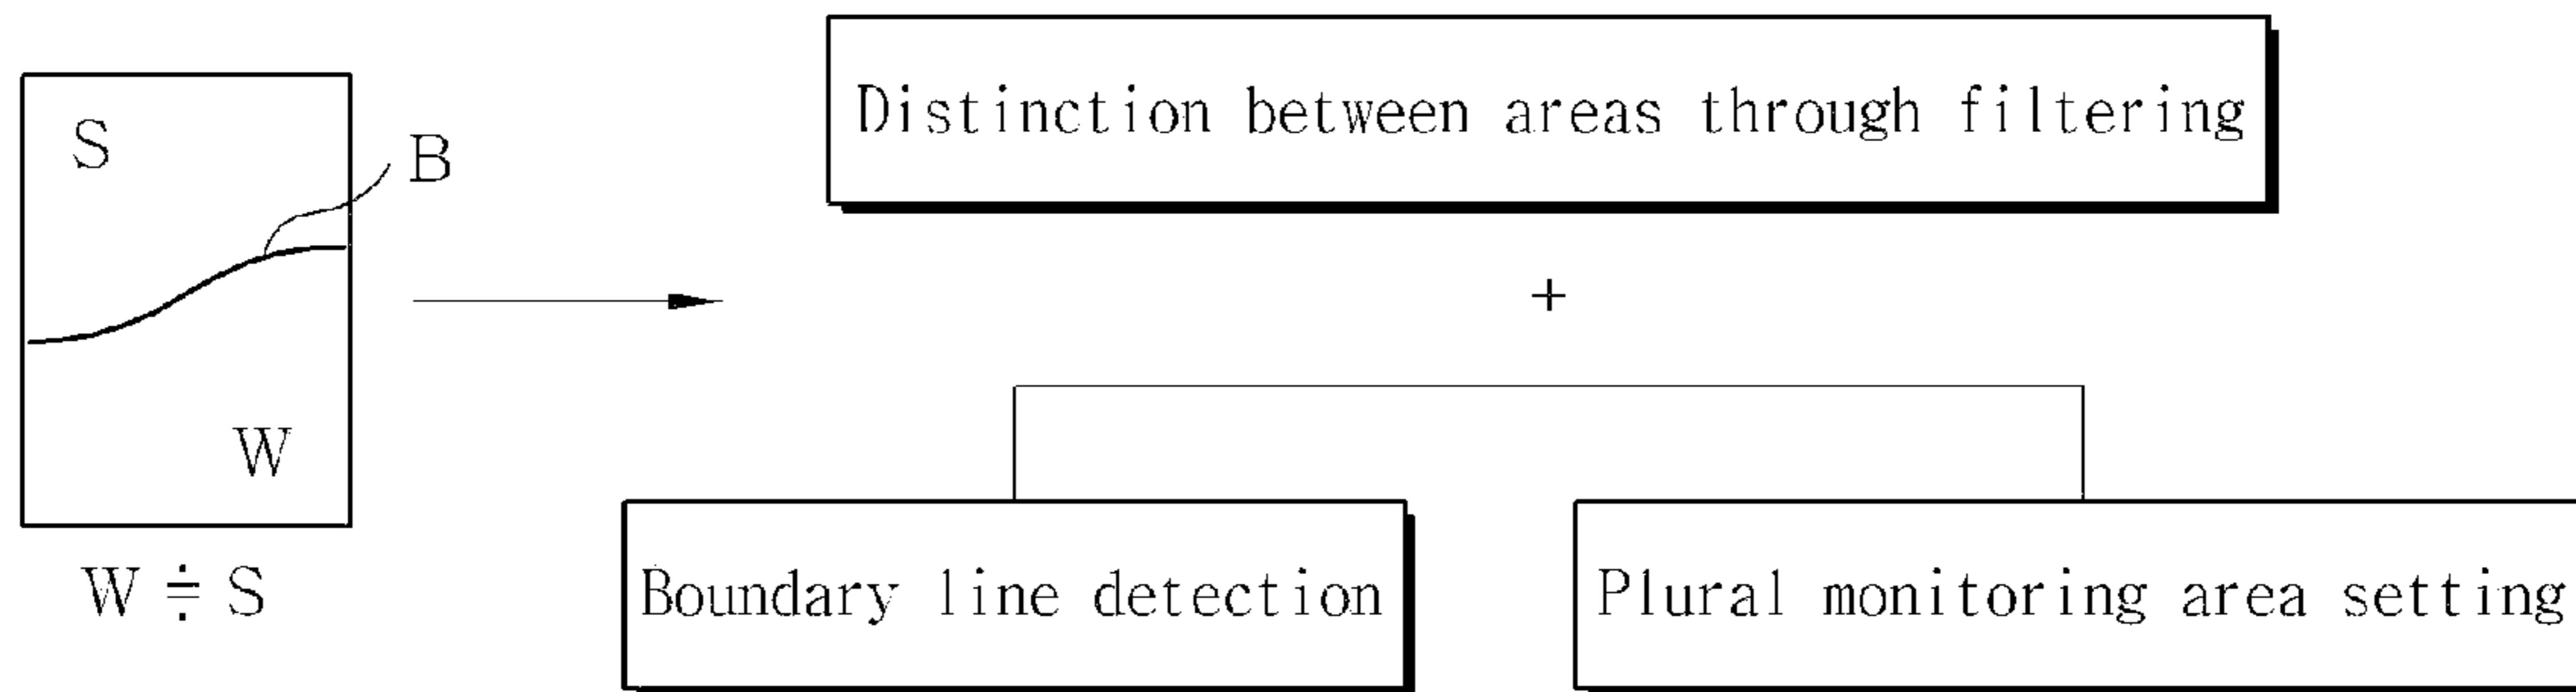 S
B
W
W ≒ S
Distinction between areas through filtering
+
Boundary line detection
Plural monitoring area setting